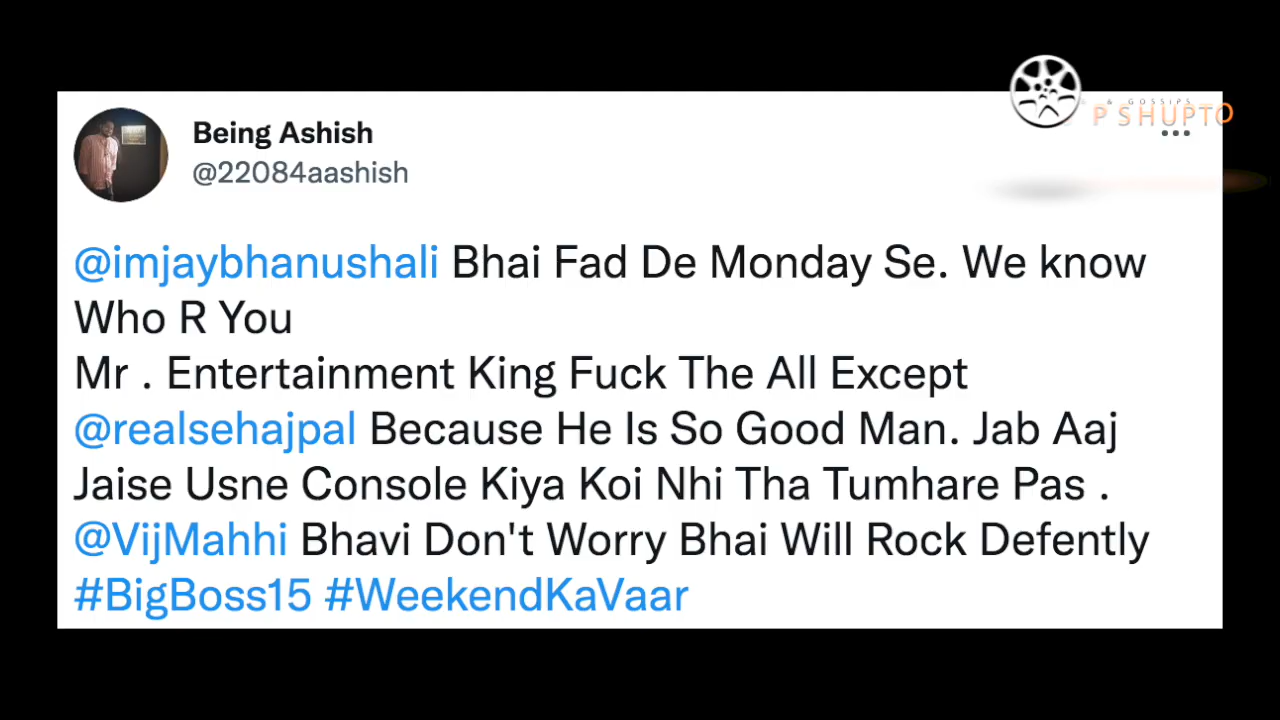 & GOSSIPS
PSHUPTO
Being Ashish
@22084aashish
@imjaybhanushali Bhai Fad De Monday Se. We know
Who R You
Mr . Entertainment King Fuck The All Except
@realsehajpal Because He Is So Good Man. Jab Aaj
Jaise Usne Console Kiya Koi Nhi Tha Tumhare Pas .
@VijMahhi Bhavi Don't Worry Bhai Will Rock Defently
#BigBoss15 #WeekendKaVaar